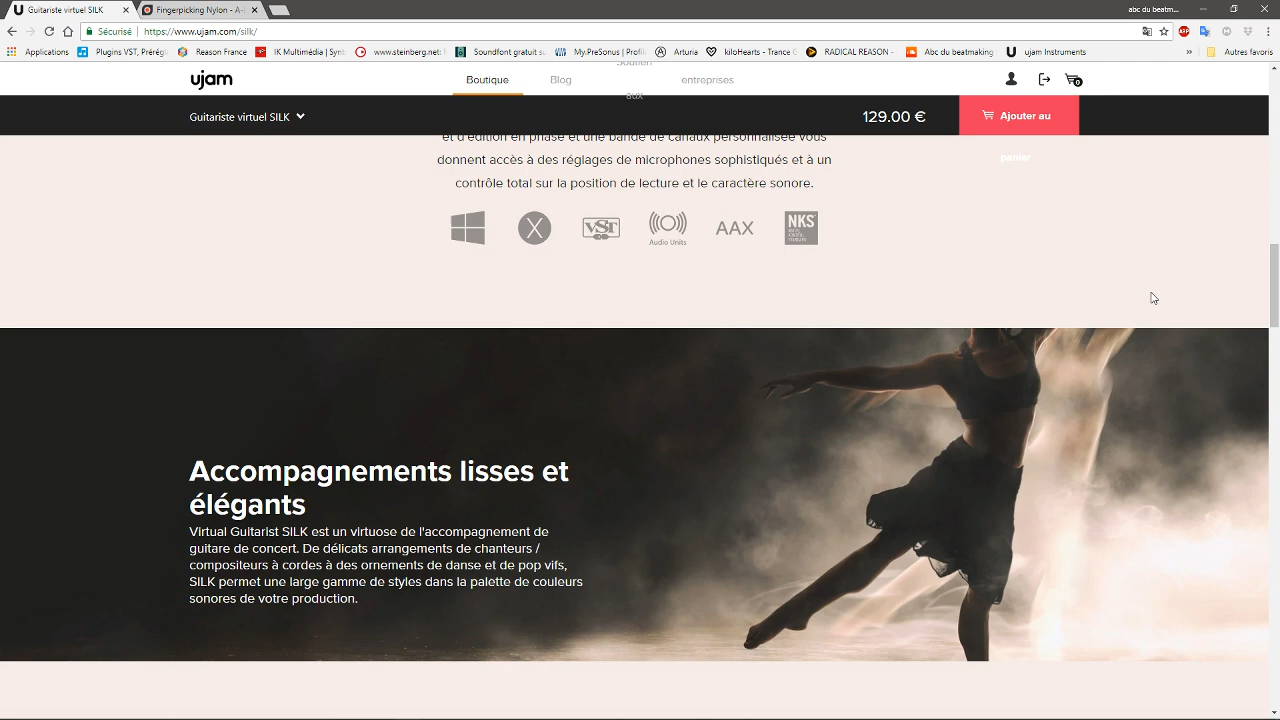 Guitariste virtuel SILK
Fingerpicking Nylon - A-
abc du beatm...
Sécurisé
https://www.ujam.com/silk/
Applications
Plugins VST, Prérégl
Reason France
IK Multimédia | Synt
www.steinberg.net:
Soundfont gratuit su
My.PreSonus | Profil
Arturia
kiloHearts - Trance G
RADICAL REASON -
Abc du beatmaking
ujam Instruments
»
Autres favoris
ujam
Boutique
Blog
Soutien
aux
entreprises
0
Guitariste virtuel SILK
129.00 €
Ajouter au
panier
et d'édition en phase et une bande de canaux personnalisée vous
donnent accès à des réglages de microphones sophistiqués et à un
contrôle total sur la position de lecture et le caractère sonore.
X
VST
Audio Units
AAX
NKS
Accompagnements lisses et
élégants
Virtual Guitarist SILK est un virtuose de l'accompagnement de
guitare de concert. De délicats arrangements de chanteurs /
compositeurs à cordes à des ornements de danse et de pop vifs,
SILK permet une large gamme de styles dans la palette de couleurs
sonores de votre production.